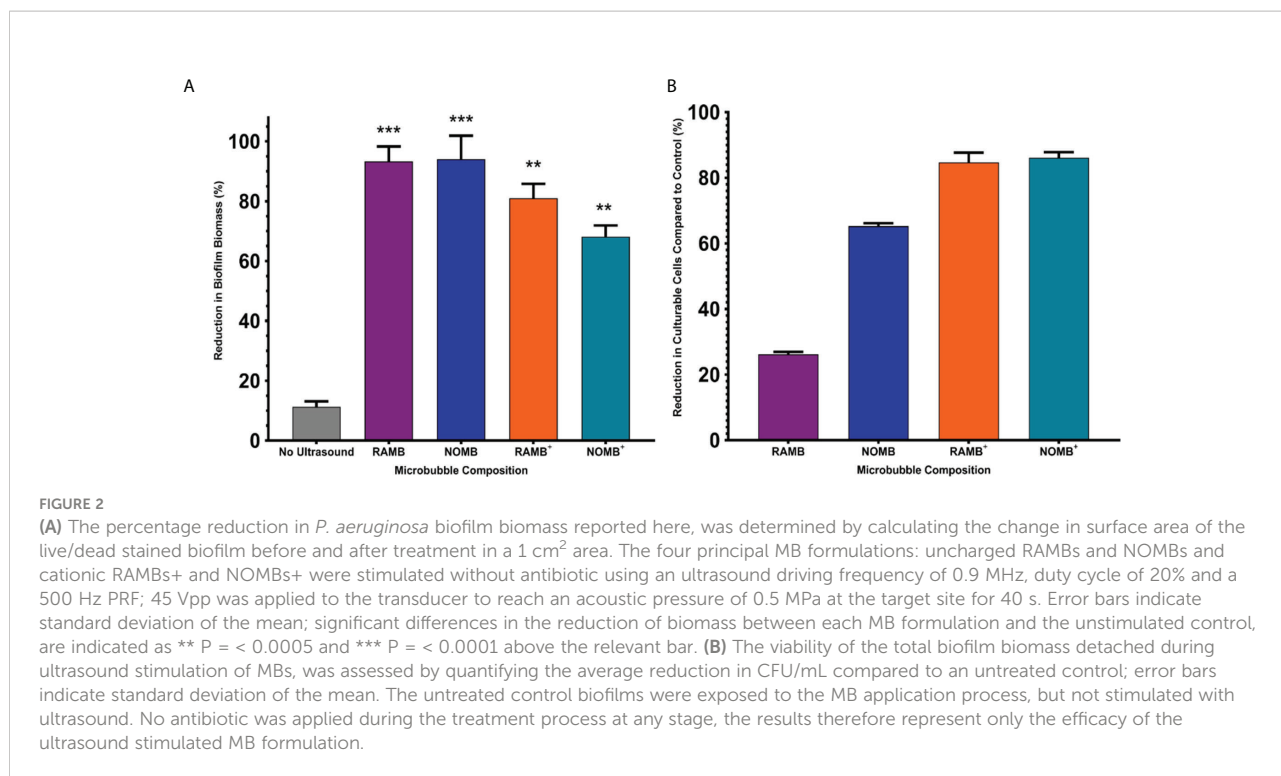 A
B
Reduction in Biofilm Biomass (%)
100
80
60
40
20
0
***
***
**
**
No Ultrasound RAMB NOMB RAMB⁺ NOMB⁺
Microbubble Composition
Reduction in Culturable Cells Compared to Control (%)
100
80
60
40
20
0
RAMB NOMB RAMB⁺ NOMB⁺
Microbubble Composition
FIGURE 2
(A) The percentage reduction in P. aeruginosa biofilm biomass reported here, was determined by calculating the change in surface area of the
live/dead stained biofilm before and after treatment in a 1 cm² area. The four principal MB formulations: uncharged RAMBs and NOMBs and
cationic RAMBs+ and NOMBs+ were stimulated without antibiotic using an ultrasound driving frequency of 0.9 MHz, duty cycle of 20% and a
500 Hz PRF; 45 Vpp was applied to the transducer to reach an acoustic pressure of 0.5 MPa at the target site for 40 s. Error bars indicate
standard deviation of the mean; significant differences in the reduction of biomass between each MB formulation and the unstimulated control,
are indicated as ** P = < 0.0005 and *** P = < 0.0001 above the relevant bar. (B) The viability of the total biofilm biomass detached during
ultrasound stimulation of MBs, was assessed by quantifying the average reduction in CFU/mL compared to an untreated control; error bars
indicate standard deviation of the mean. The untreated control biofilms were exposed to the MB application process, but not stimulated with
ultrasound. No antibiotic was applied during the treatment process at any stage, the results therefore represent only the efficacy of the
ultrasound stimulated MB formulation.